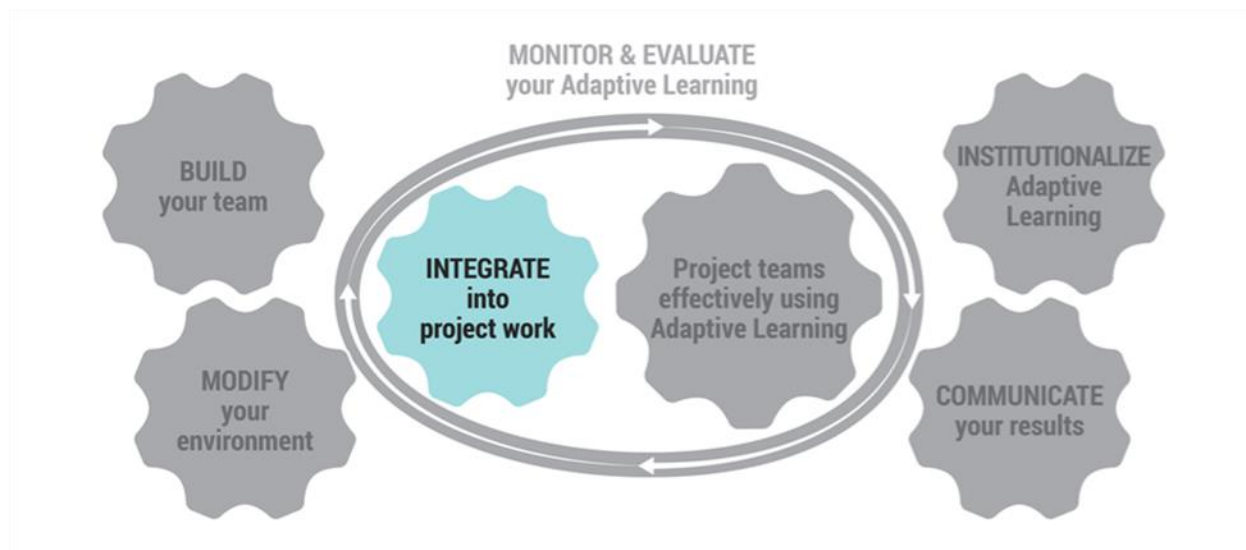 MONITOR & EVALUATE
your Adaptive Learning
BUILD
your team
MODIFY
your
environment
INTEGRATE
into
project work
Project teams
effectively using
Adaptive Learning
INSTITUTIONALIZE
Adaptive
Learning
COMMUNICATE
your results